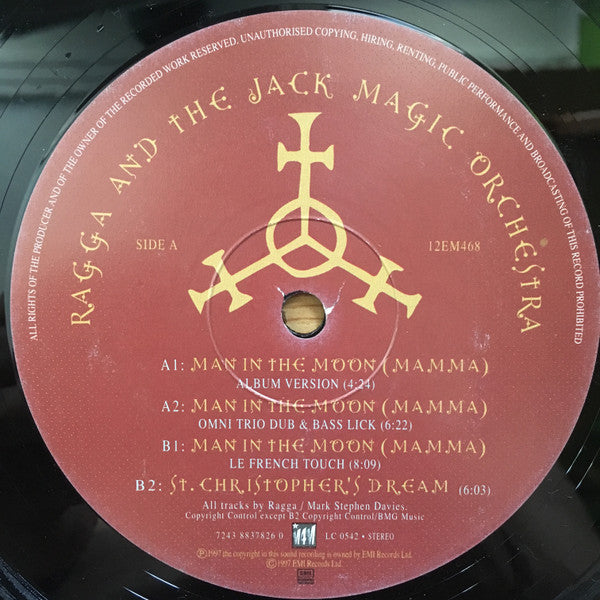 ALL RIGHTS OF THE PRODUCER AND OF THE OWNER OF THE RECORDED WORK RESERVED. UNAUTHORISED COPYING, HIRING, RENTING, PUBLIC PERFORMANCE AND BROADCASTING OF THIS RECORD PROHIBITED
RAGGA AND THE JACK MAGIC ORCHESTRA
SIDE A
12EM468
A1: MAN IN THE MOON (MAMMA)
ALBUM VERSION (4:24)
A2: MAN IN THE MOON (MAMMA)
OMNI TRIO DUB & BASS LICK (6:22)
B1: MAN IN THE MOON (MAMMA)
LE FRENCH TOUCH (8:09)
B2: ST. CHRISTOPHER'S DREAM (6:03)
All tracks by Ragga / Mark Stephen Davies.
Copyright Control except B2 Copyright Control/BMG Music
7243 8837826 0
LC 0542 • STEREO
Ⓟ1997 the copyright in this sound recording is owned by EMI Records Ltd.
©1997 EMI Records Ltd.
EMI